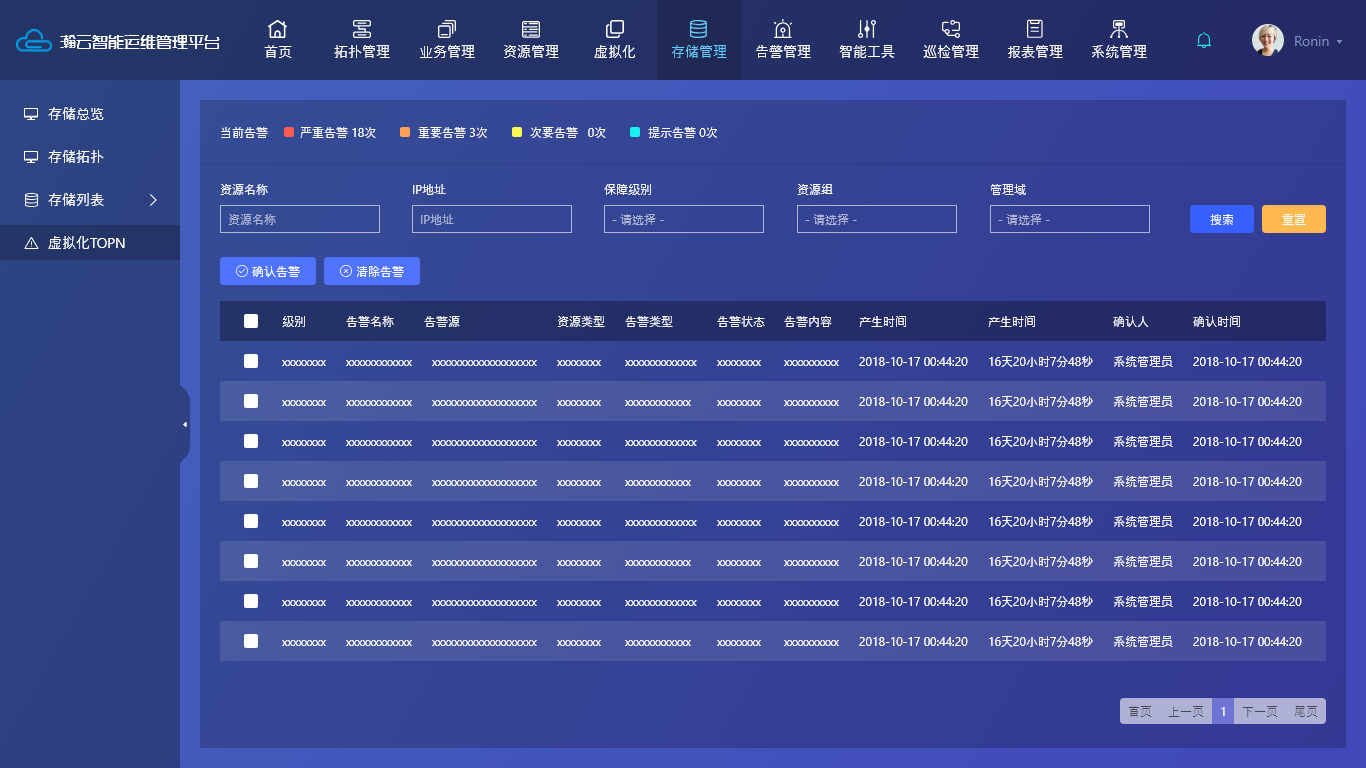 瀚云智能运维管理平台 首页 拓扑管理 业务管理 资源管理 虚拟化 存储管理 告警管理 智能工具 巡检管理 报表管理 系统管理 Ronin
存储总览
存储拓扑
存储列表
虚拟化TOPN
当前告警 严重告警 18次 重要告警 3次 次要告警 0次 提示告警 0次
资源名称 IP地址 保障级别 资源组 管理域
资源名称 IP地址 - 请选择 - - 请选择 - - 请选择 - 搜索 重置
确认告警 清除告警
级别 告警名称 告警源 资源类型 告警类型 告警状态 告警内容 产生时间 产生时间 确认人 确认时间
xxxxxxxx xxxxxxxxxxxx xxxxxxxxxxxxxxxxxxx xxxxxxxx xxxxxxxxxxxxx xxxxxxxx xxxxxxxxxx 2018-10-17 00:44:20 16天20小时7分48秒 系统管理员 2018-10-17 00:44:20
xxxxxxxx xxxxxxxxxxxx xxxxxxxxxxxxxxxxxxx xxxxxxxx xxxxxxxxxxxx xxxxxxxx xxxxxxxxxx 2018-10-17 00:44:20 16天20小时7分48秒 系统管理员 2018-10-17 00:44:20
xxxxxxxx xxxxxxxxxxxx xxxxxxxxxxxxxxxxxxx xxxxxxxx xxxxxxxxxxxxx xxxxxxxx xxxxxxxxxx 2018-10-17 00:44:20 16天20小时7分48秒 系统管理员 2018-10-17 00:44:20
xxxxxxxx xxxxxxxxxxxx xxxxxxxxxxxxxxxxxxx xxxxxxxx xxxxxxxxxxxx xxxxxxxx xxxxxxxxxx 2018-10-17 00:44:20 16天20小时7分48秒 系统管理员 2018-10-17 00:44:20
xxxxxxxx xxxxxxxxxxxx xxxxxxxxxxxxxxxxxxx xxxxxxxx xxxxxxxxxxxxx xxxxxxxx xxxxxxxxxx 2018-10-17 00:44:20 16天20小时7分48秒 系统管理员 2018-10-17 00:44:20
xxxxxxxx xxxxxxxxxxxx xxxxxxxxxxxxxxxxxxx xxxxxxxx xxxxxxxxxxxx xxxxxxxx xxxxxxxxxx 2018-10-17 00:44:20 16天20小时7分48秒 系统管理员 2018-10-17 00:44:20
xxxxxxxx xxxxxxxxxxxx xxxxxxxxxxxxxxxxxxx xxxxxxxx xxxxxxxxxxxxx xxxxxxxx xxxxxxxxxx 2018-10-17 00:44:20 16天20小时7分48秒 系统管理员 2018-10-17 00:44:20
xxxxxxxx xxxxxxxxxxxx xxxxxxxxxxxxxxxxxxx xxxxxxxx xxxxxxxxxxxx xxxxxxxx xxxxxxxxxx 2018-10-17 00:44:20 16天20小时7分48秒 系统管理员 2018-10-17 00:44:20
首页 上一页 1 下一页 尾页